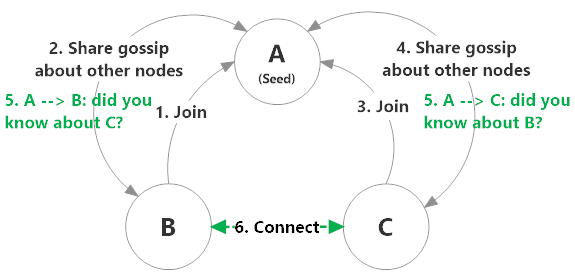 A
(Seed)
2. Share gossip
about other nodes
4. Share gossip
about other nodes
5. A --> B: did you
know about C?
1. Join
3. Join
5. A --> C: did you
know about B?
B
6. Connect
C